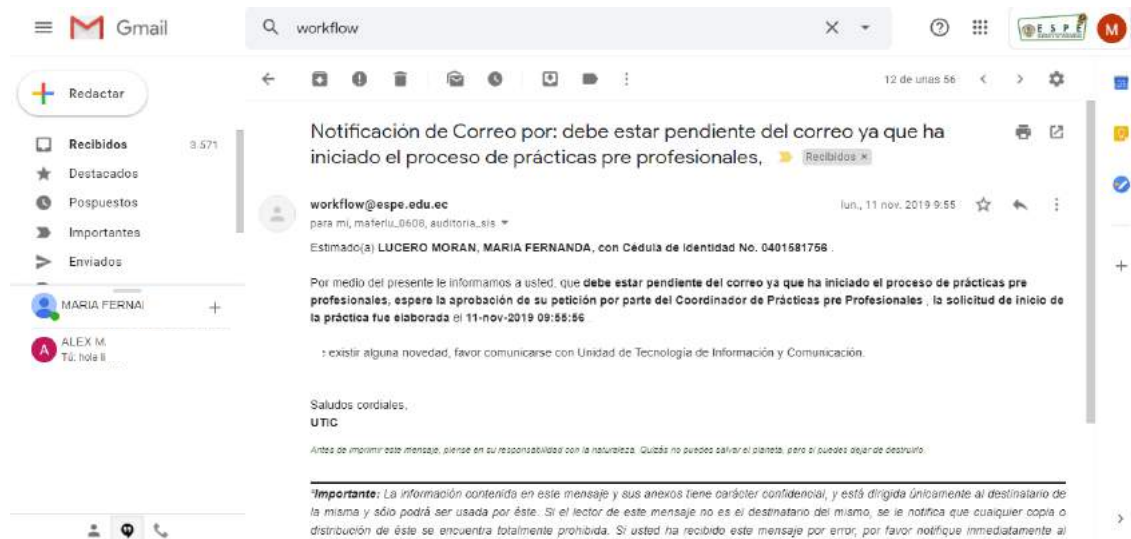 Gmail
workflow
ESPE
M
Redactar
12 de unas 56
Recibidos 3.571
Destacados
Pospuestos
Importantes
Enviados
Notificación de Correo por: debe estar pendiente del correo ya que ha
iniciado el proceso de prácticas pre profesionales,
Recibidos ×
workflow@espe.edu.ec
lun., 11 nov. 2019 9:55
para mi, maferlu_0608, auditoria_sis
Estimado(a) LUCERO MORAN, MARIA FERNANDA, con Cédula de Identidad No. 0401581756 .
Por medio del presente le informamos a usted, que debe estar pendiente del correo ya que ha iniciado el proceso de prácticas pre
profesionales, espere la aprobación de su petición por parte del Coordinador de Prácticas pre Profesionales , la solicitud de inicio de
la práctica fue elaborada el 11-nov-2019 09:55:56
: existir alguna novedad, favor comunicarse con Unidad de Tecnología de Información y Comunicación.
MARIA FERNAI
A
ALEX M.
Tú: hola li
Saludos cordiales,
UTIC
Antes de imprimir este mensaje, piense en su responsabilidad con la naturaleza. Quizás no puedes salvar el planeta, pero si puedes dejar de destruirlo.
"Importante: La información contenida en este mensaje y sus anexos tiene carácter confidencial, y está dirigida únicamente al destinatario de
la misma y sólo podrá ser usada por éste. Si el lector de este mensaje no es el destinatario del mismo, se le notifica que cualquier copia o
distribución de éste se encuentra totalmente prohibida. Si usted ha recibido este mensaje por error, por favor notifique inmediatamente al